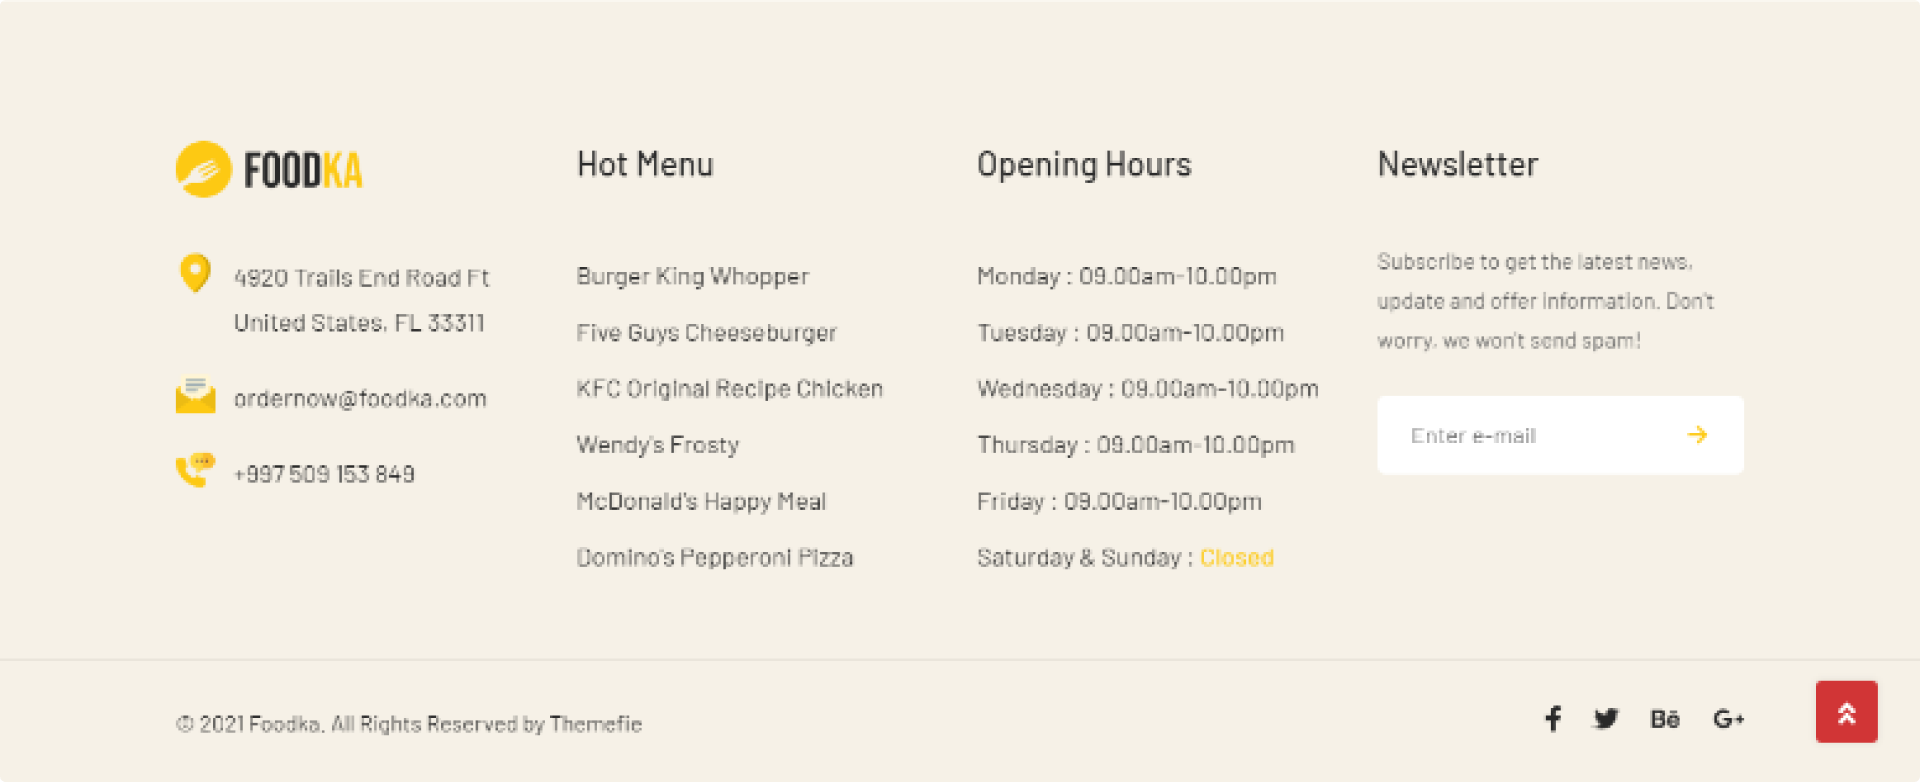 FOODKA
4920 Trails End Road Ft
United States, FL 33311
ordernow@foodka.com
+997 509 153 849
Hot Menu
Burger King Whopper
Five Guys Cheeseburger
KFC Original Recipe Chicken
Wendy's Frosty
McDonald's Happy Meal
Domino's Pepperoni Pizza
Opening Hours
Monday : 09.00am-10.00pm
Tuesday : 09.00am-10.00pm
Wednesday : 09.00am-10.00pm
Thursday : 09.00am-10.00pm
Friday : 09.00am-10.00pm
Saturday & Sunday : Closed
Newsletter
Subscribe to get the latest news,
update and offer information. Don't
worry, we won't send spam!
Enter e-mail
© 2021 Foodka. All Rights Reserved by Themefie
Bē
G+